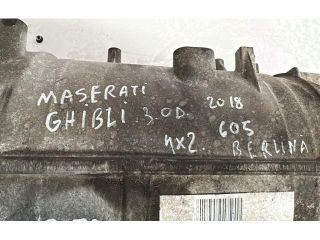 MASERATI
GHIBLI 3.0D 2018
4X2. 605
BERLINA